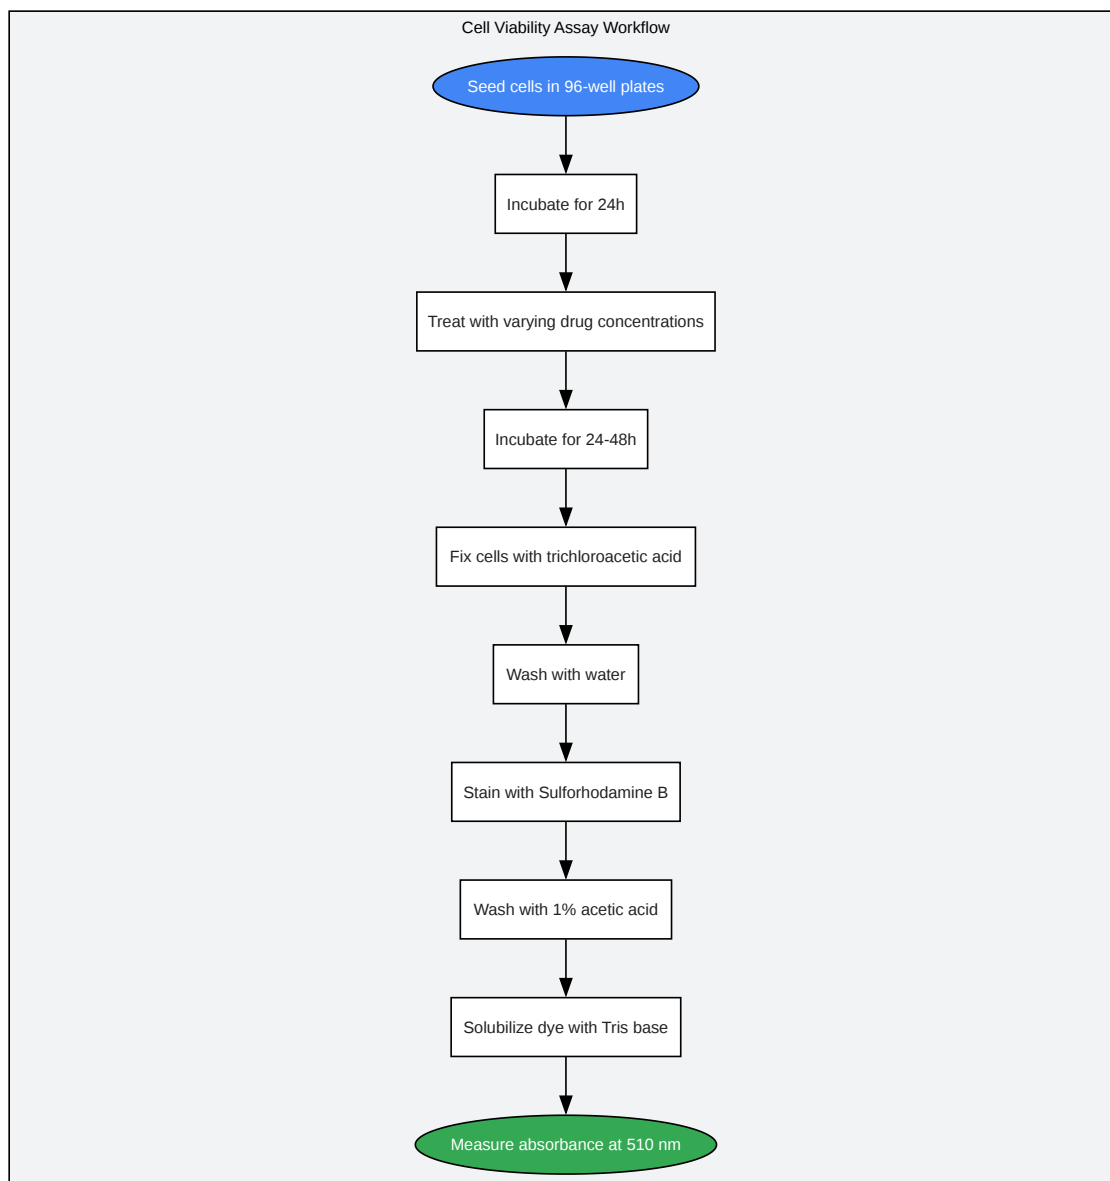 Cell Viability Assay Workflow
Seed cells in 96-well plates
Incubate for 24h
Treat with varying drug concentrations
Incubate for 24-48h
Fix cells with trichloroacetic acid
Wash with water
Stain with Sulforhodamine B
Wash with 1% acetic acid
Solubilize dye with Tris base
Measure absorbance at 510 nm